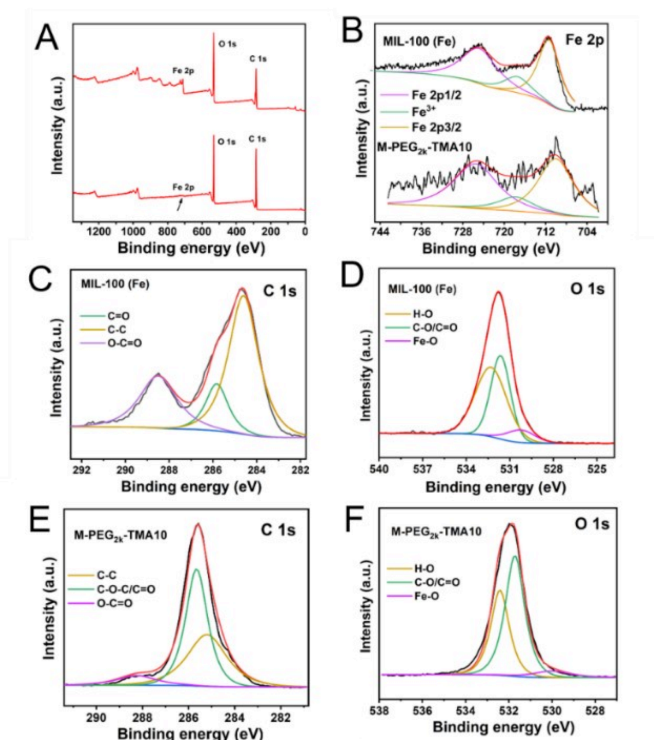 A
O 1s
C 1s
Fe 2p
O 1s
C 1s
Fe 2p
Intensity (a.u.)
1200 1000 800 600 400 200 0
Binding energy (eV)
B
MIL-100 (Fe) Fe 2p
Fe 2p1/2
Fe3+
Fe 2p3/2
M-PEG2k-TMA10
Intensity (a.u.)
744 736 728 720 712 704
Binding energy (eV)
C
MIL-100 (Fe) C 1s
C=O
C-C
O-C=O
Intensity (a.u.)
292 290 288 286 284 282
Binding energy (eV)
D
MIL-100 (Fe) O 1s
H-O
C-O/C=O
Fe-O
Intensity (a.u.)
540 537 534 531 528 525
Binding energy (eV)
E
M-PEG2k-TMA10 C 1s
C-C
C-O-C/C=O
O-C=O
Intensity (a.u.)
290 288 286 284 282
Binding energy (eV)
F
M-PEG2k-TMA10 O 1s
H-O
C-O/C=O
Fe-O
Intensity (a.u.)
538 536 534 532 530 528
Binding energy (eV)